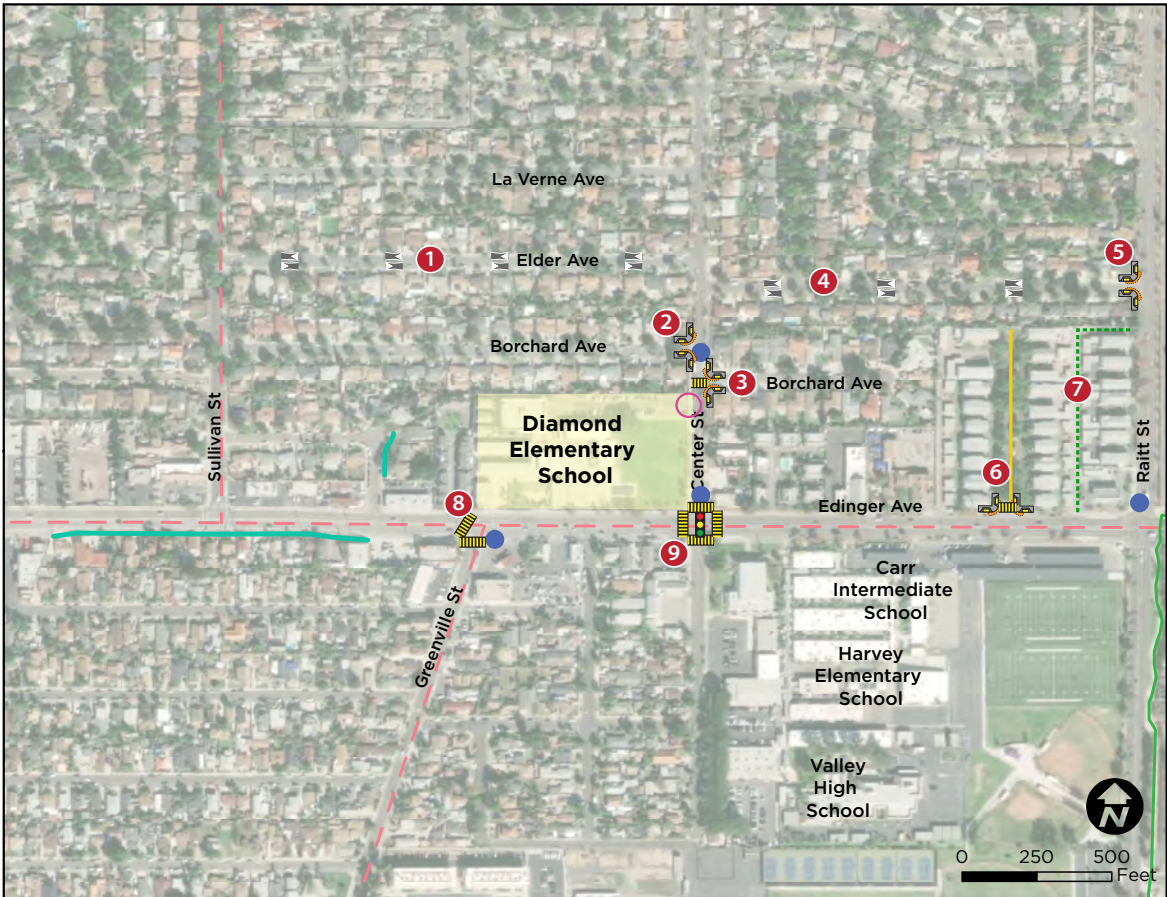 La Verne Ave
1
Elder Ave
4
5
2
Borchard Ave
3
Borchard Ave
7
Diamond
Elementary
School
Sullivan St
Center St
Raitt St
6
8
Edinger Ave
9
Greenville St
Carr
Intermediate
School
Harvey
Elementary
School
Valley
High
School
N
0 250 500
Feet